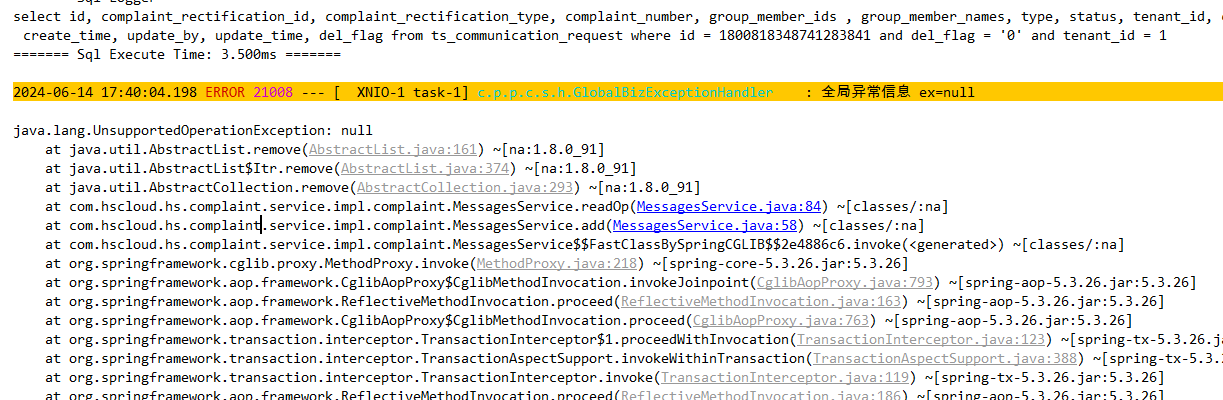 Sql Logger
select id, complaint_rectification_id, complaint_rectification_type, complaint_number, group_member_ids , group_member_names, type, status, tenant_id,
create_time, update_by, update_time, del_flag from ts_communication_request where id = 1800818348741283841 and del_flag = '0' and tenant_id = 1
======= Sql Execute Time: 3.500ms =======
2024-06-14 17:40:04.198 ERROR 21008 --- [  XNIO-1 task-1] c.p.p.c.s.h.GlobalBizExceptionHandler    : 全局异常信息 ex=null
java.lang.UnsupportedOperationException: null
at java.util.AbstractList.remove(AbstractList.java:161) ~[na:1.8.0_91]
at java.util.AbstractList$Itr.remove(AbstractList.java:374) ~[na:1.8.0_91]
at java.util.AbstractCollection.remove(AbstractCollection.java:293) ~[na:1.8.0_91]
at com.hscloud.hs.complaint.service.impl.complaint.MessagesService.readOp(MessagesService.java:84) ~[classes/:na]
at com.hscloud.hs.complaint.service.impl.complaint.MessagesService.add(MessagesService.java:58) ~[classes/:na]
at com.hscloud.hs.complaint.service.impl.complaint.MessagesService$$FastClassBySpringCGLIB$$2e4886c6.invoke(<generated>) ~[classes/:na]
at org.springframework.cglib.proxy.MethodProxy.invoke(MethodProxy.java:218) ~[spring-core-5.3.26.jar:5.3.26]
at org.springframework.aop.framework.CglibAopProxy$CglibMethodInvocation.invokeJoinpoint(CglibAopProxy.java:793) ~[spring-aop-5.3.26.jar:5.3.26]
at org.springframework.aop.framework.ReflectiveMethodInvocation.proceed(ReflectiveMethodInvocation.java:163) ~[spring-aop-5.3.26.jar:5.3.26]
at org.springframework.aop.framework.CglibAopProxy$CglibMethodInvocation.proceed(CglibAopProxy.java:763) ~[spring-aop-5.3.26.jar:5.3.26]
at org.springframework.transaction.interceptor.TransactionInterceptor$1.proceedWithInvocation(TransactionInterceptor.java:123) ~[spring-tx-5.3.26.ja
at org.springframework.transaction.interceptor.TransactionAspectSupport.invokeWithinTransaction(TransactionAspectSupport.java:388) ~[spring-tx-5.3
at org.springframework.transaction.interceptor.TransactionInterceptor.invoke(TransactionInterceptor.java:119) ~[spring-tx-5.3.26.jar:5.3.26]
at org.springframework.aop.framework.ReflectiveMethodInvocation.proceed(ReflectiveMethodInvocation.java:186) ~[spring-aop-5.3.26.jar:5.3.26]